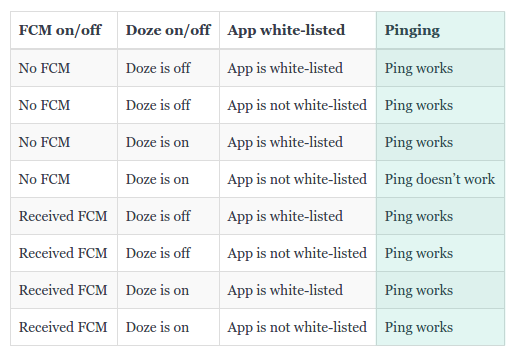 FCM on/off Doze on/off App white-listed Pinging
No FCM Doze is off App is white-listed Ping works
No FCM Doze is off App is not white-listed Ping works
No FCM Doze is on App is white-listed Ping works
No FCM Doze is on App is not white-listed Ping doesn’t work
Received FCM Doze is off App is white-listed Ping works
Received FCM Doze is off App is not white-listed Ping works
Received FCM Doze is on App is white-listed Ping works
Received FCM Doze is on App is not white-listed Ping works